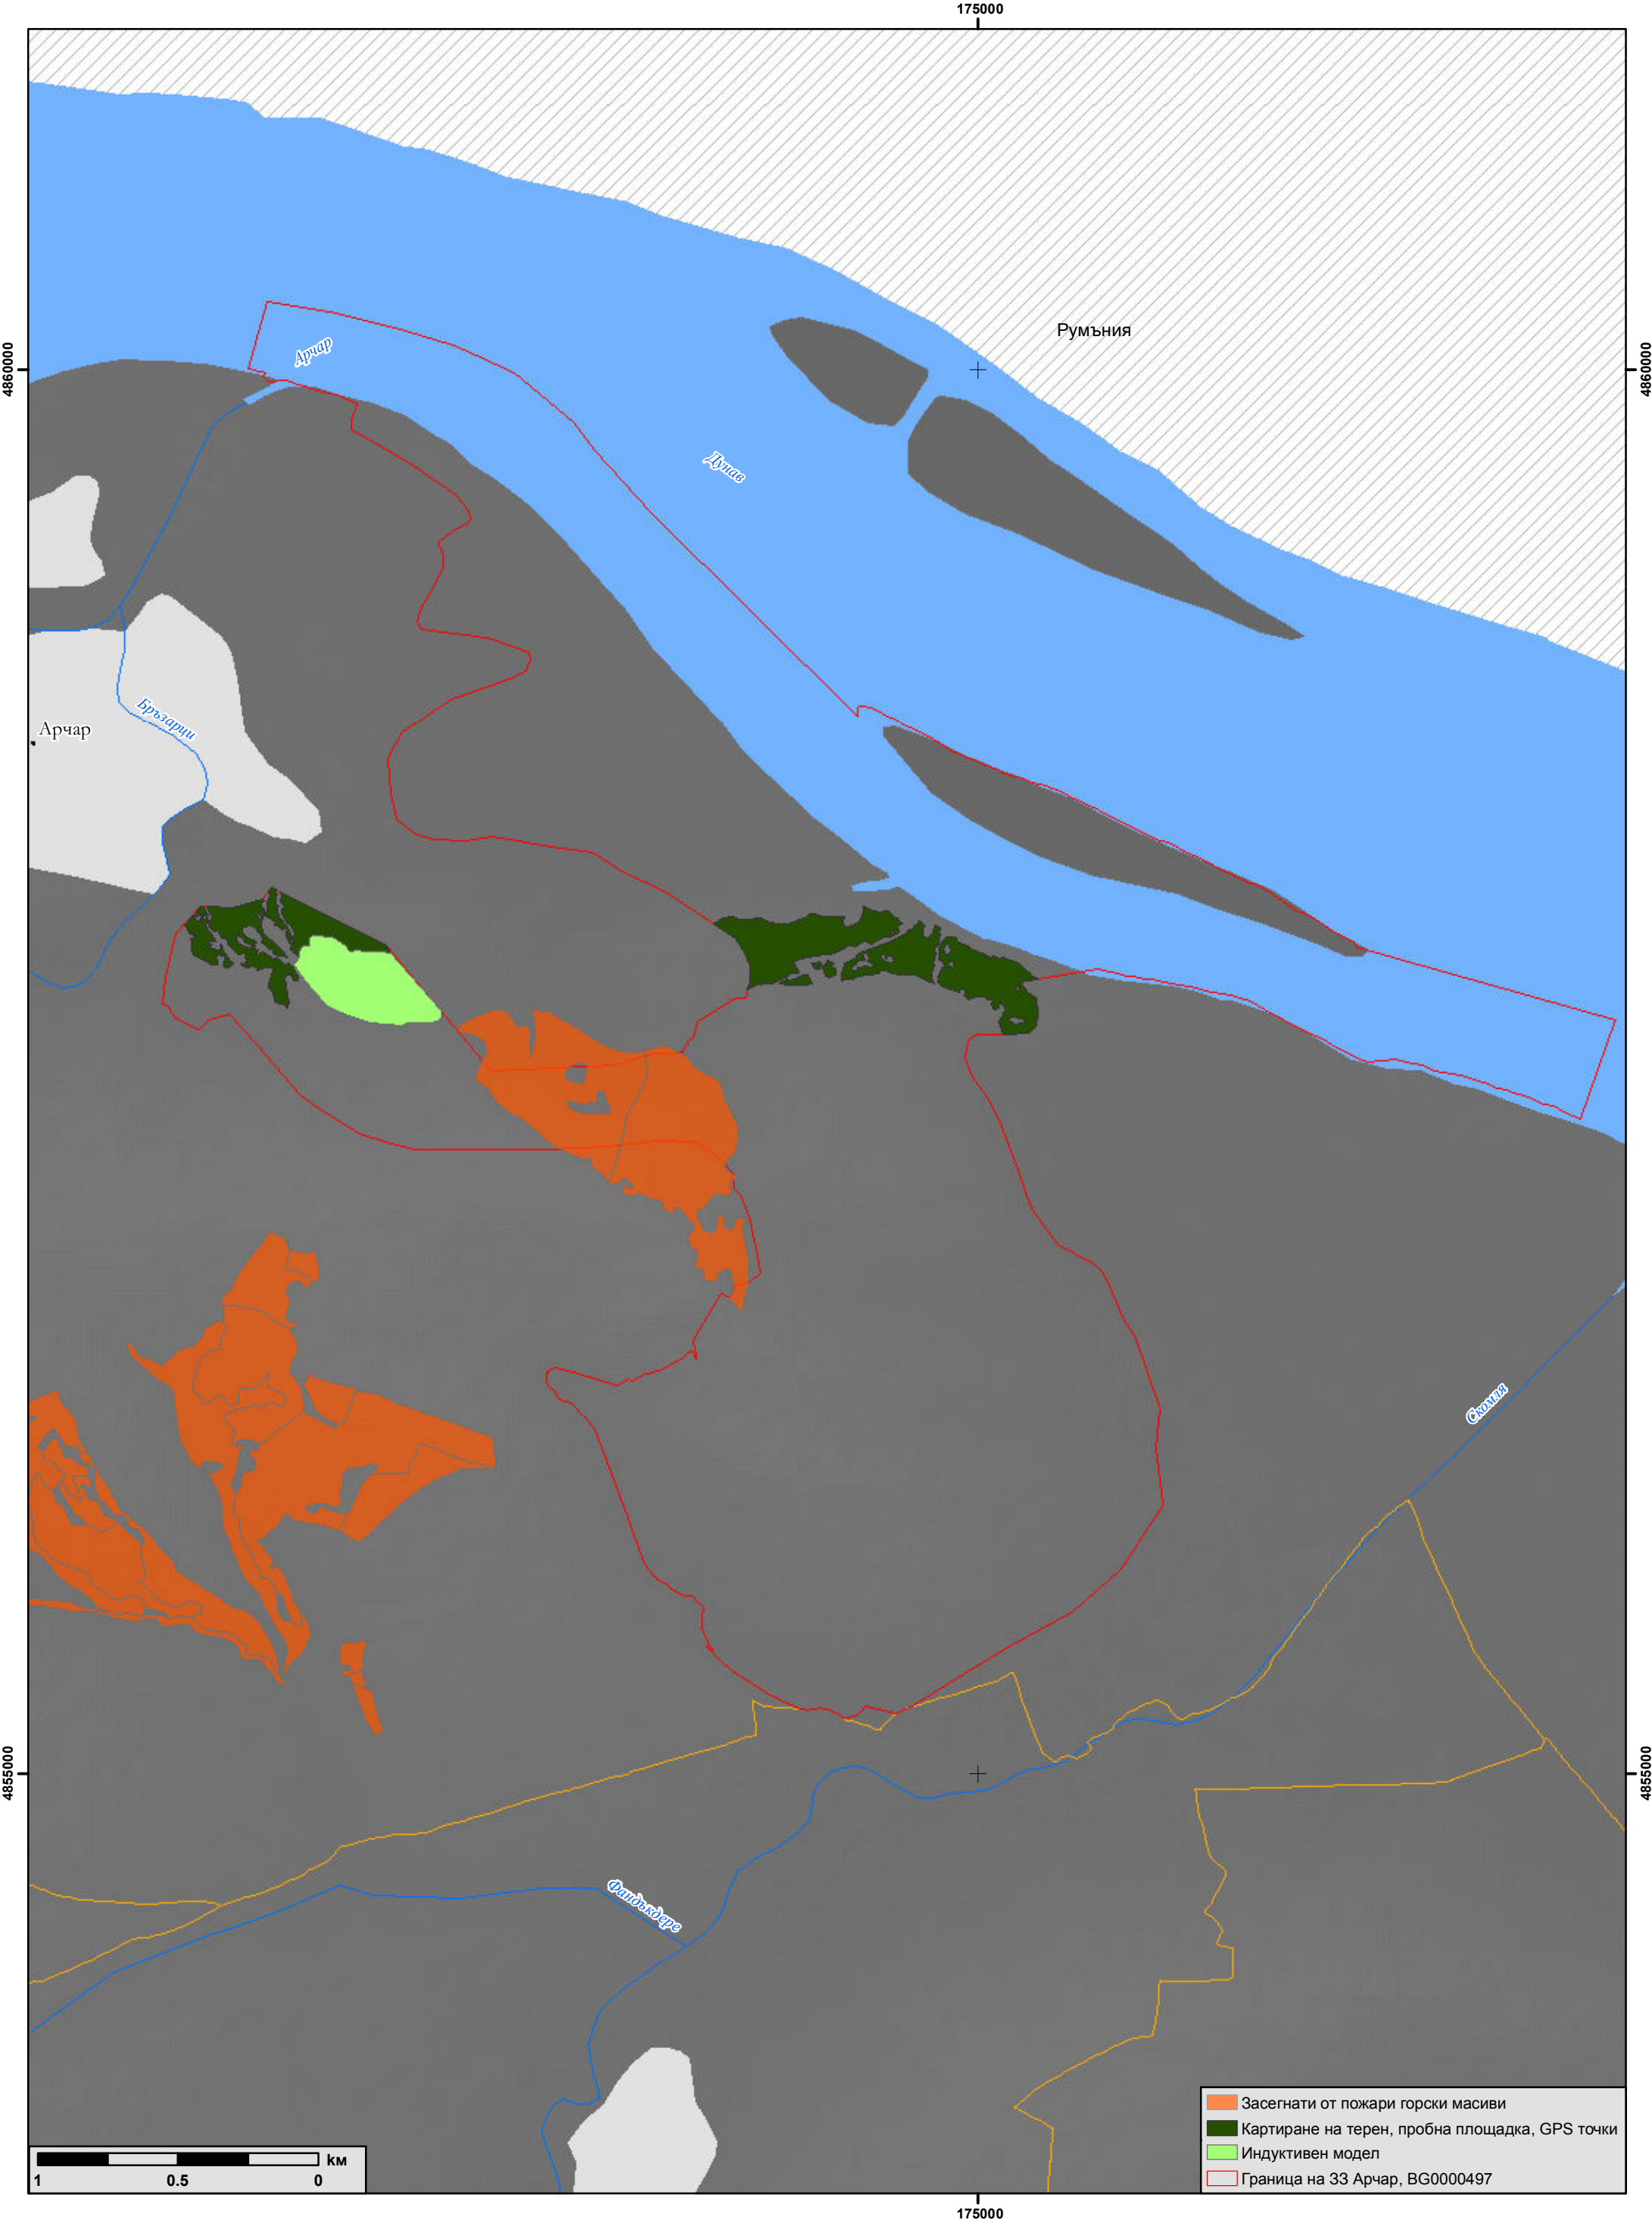 175000
4860000
4860000
Румъния
Арчар
Дунав
Бръзарци
Арчар
Скомля
4855000
4855000
Фандъкдере
Засегнати от пожари горски масиви
Картиране на терен, пробна площадка, GPS точки
Индуктивен модел
Граница на ЗЗ Арчар, BG0000497
км
1 0.5 0
175000